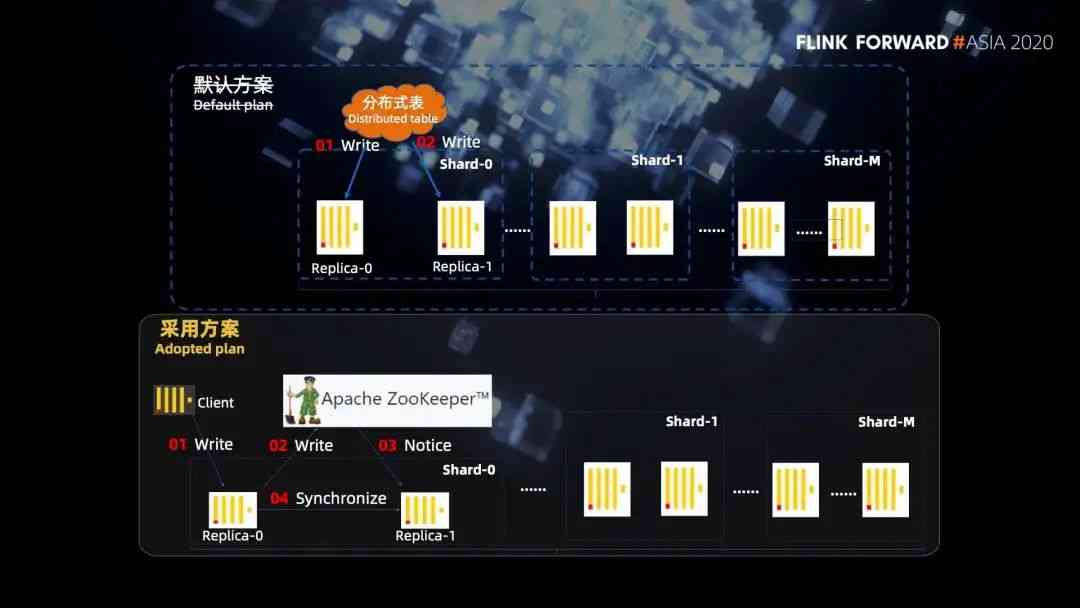 FLINK FORWARD #ASIA 2020
默认方案
Default plan
分布式表
Distributed table
01 Write
02 Write
Shard-0
Shard-1
Shard-M
......
......
......
Replica-0
Replica-1
采用方案
Adopted plan
Client
Apache ZooKeeper™
01 Write
02 Write
03 Notice
Shard-0
Shard-1
Shard-M
04 Synchronize
......
......
......
Replica-0
Replica-1